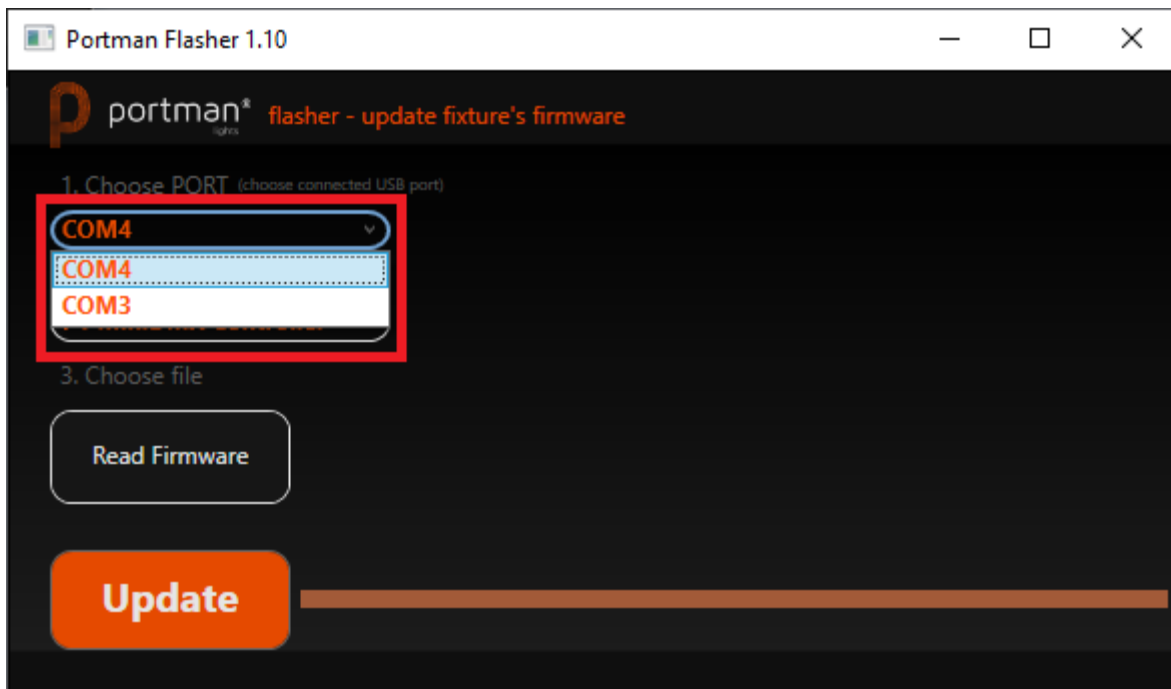 Portman Flasher 1.10
portman®
lights
flasher - update fixture's firmware
1. Choose PORT (choose connected USB port)
COM4
COM4
COM3
3. Choose file
Read Firmware
Update